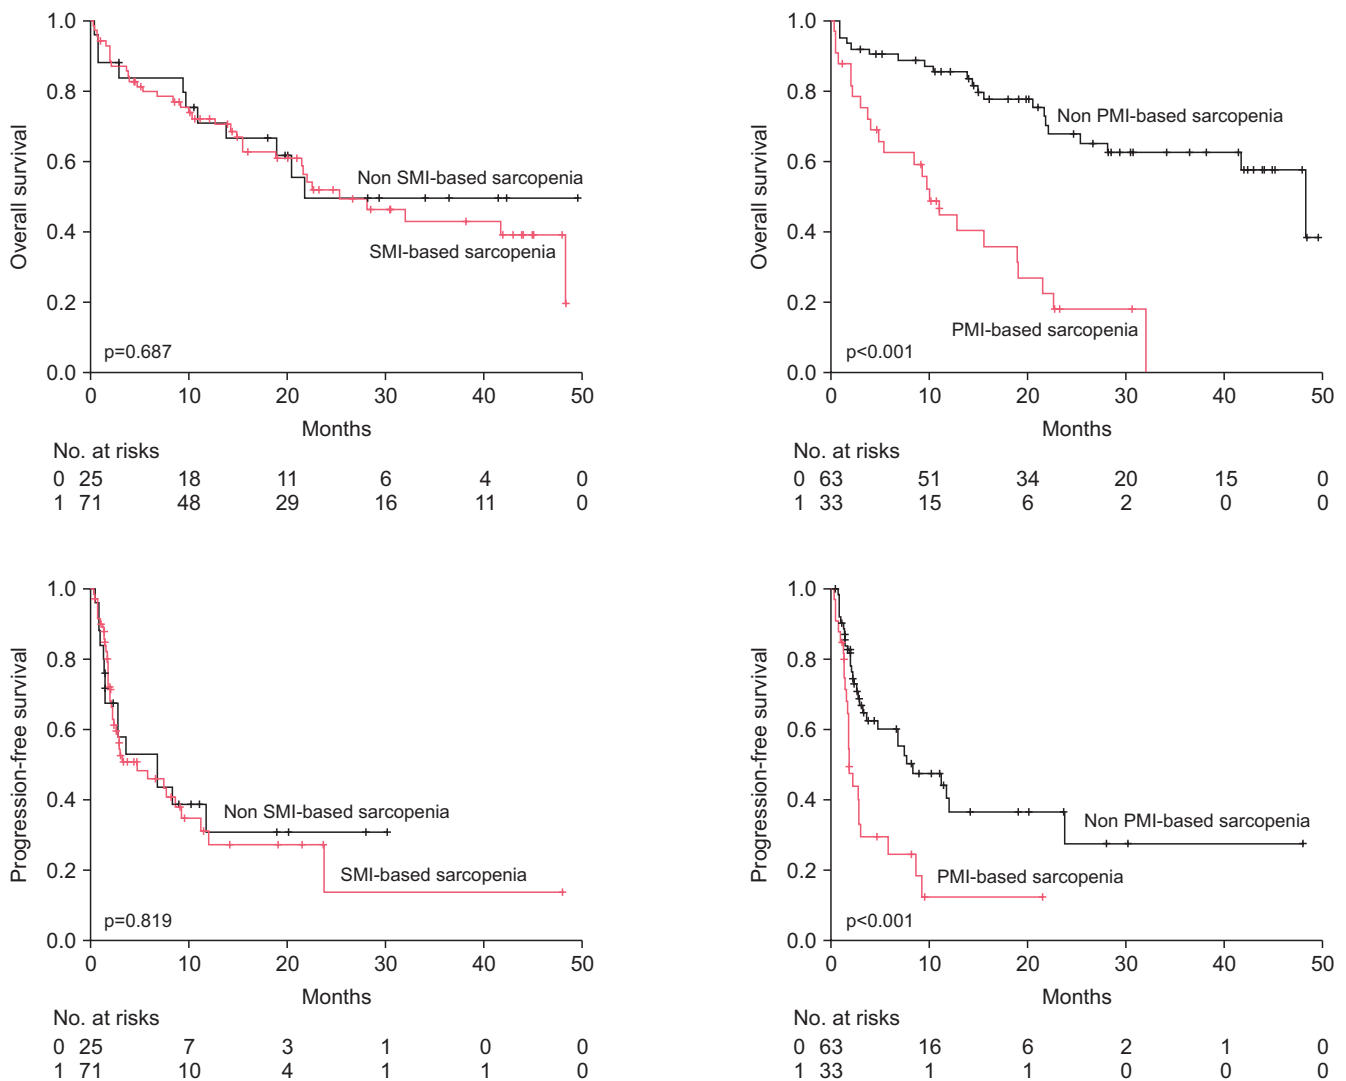 1.0
0.8
0.6
0.4
0.2
0.0
Overall survival
Non SMI-based sarcopenia
SMI-based sarcopenia
p=0.687
0 10 20 30 40 50
Months
No. at risks
0 25 18 11 6 4 0
1 71 48 29 16 11 0
1.0
0.8
0.6
0.4
0.2
0.0
Overall survival
Non PMI-based sarcopenia
PMI-based sarcopenia
p<0.001
0 10 20 30 40 50
Months
No. at risks
0 63 51 34 20 15 0
1 33 15 6 2 0 0
1.0
0.8
0.6
0.4
0.2
0.0
Progression-free survival
Non SMI-based sarcopenia
SMI-based sarcopenia
p=0.819
0 10 20 30 40 50
Months
No. at risks
0 25 7 3 1 0 0
1 71 10 4 1 1 0
1.0
0.8
0.6
0.4
0.2
0.0
Progression-free survival
Non PMI-based sarcopenia
PMI-based sarcopenia
p<0.001
0 10 20 30 40 50
Months
No. at risks
0 63 16 6 2 1 0
1 33 1 1 0 0 0